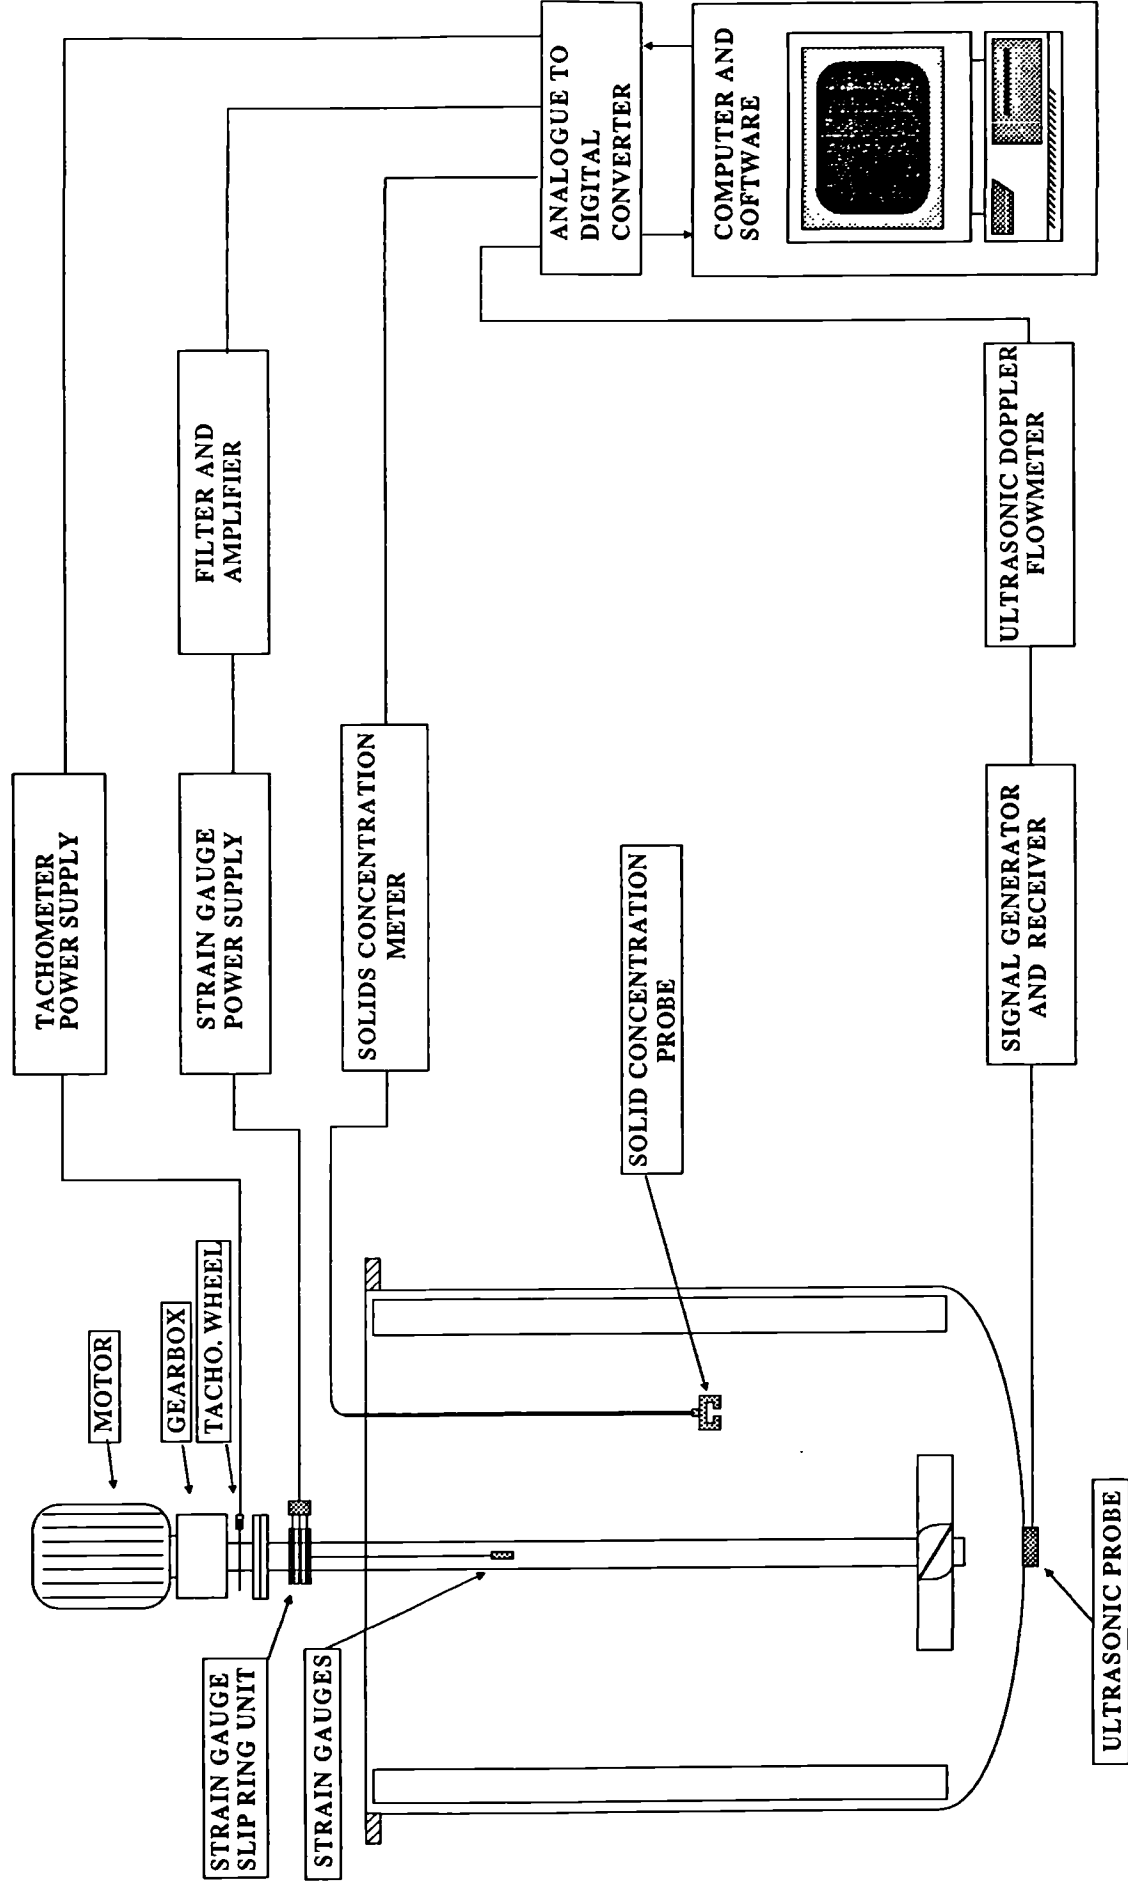 MOTOR
GEARBOX
TACHO. WHEEL
STRAIN GAUGE
SLIP RING UNIT
STRAIN GAUGES
TACHOMETER
POWER SUPPLY
STRAIN GAUGE
POWER SUPPLY
FILTER AND
AMPLIFIER
SOLIDS CONCENTRATION
METER
SOLID CONCENTRATION
PROBE
ANALOGUE TO
DIGITAL
CONVERTER
COMPUTER AND
SOFTWARE
ULTRASONIC PROBE
SIGNAL GENERATOR
AND RECEIVER
ULTRASONIC DOPPLER
FLOWMETER